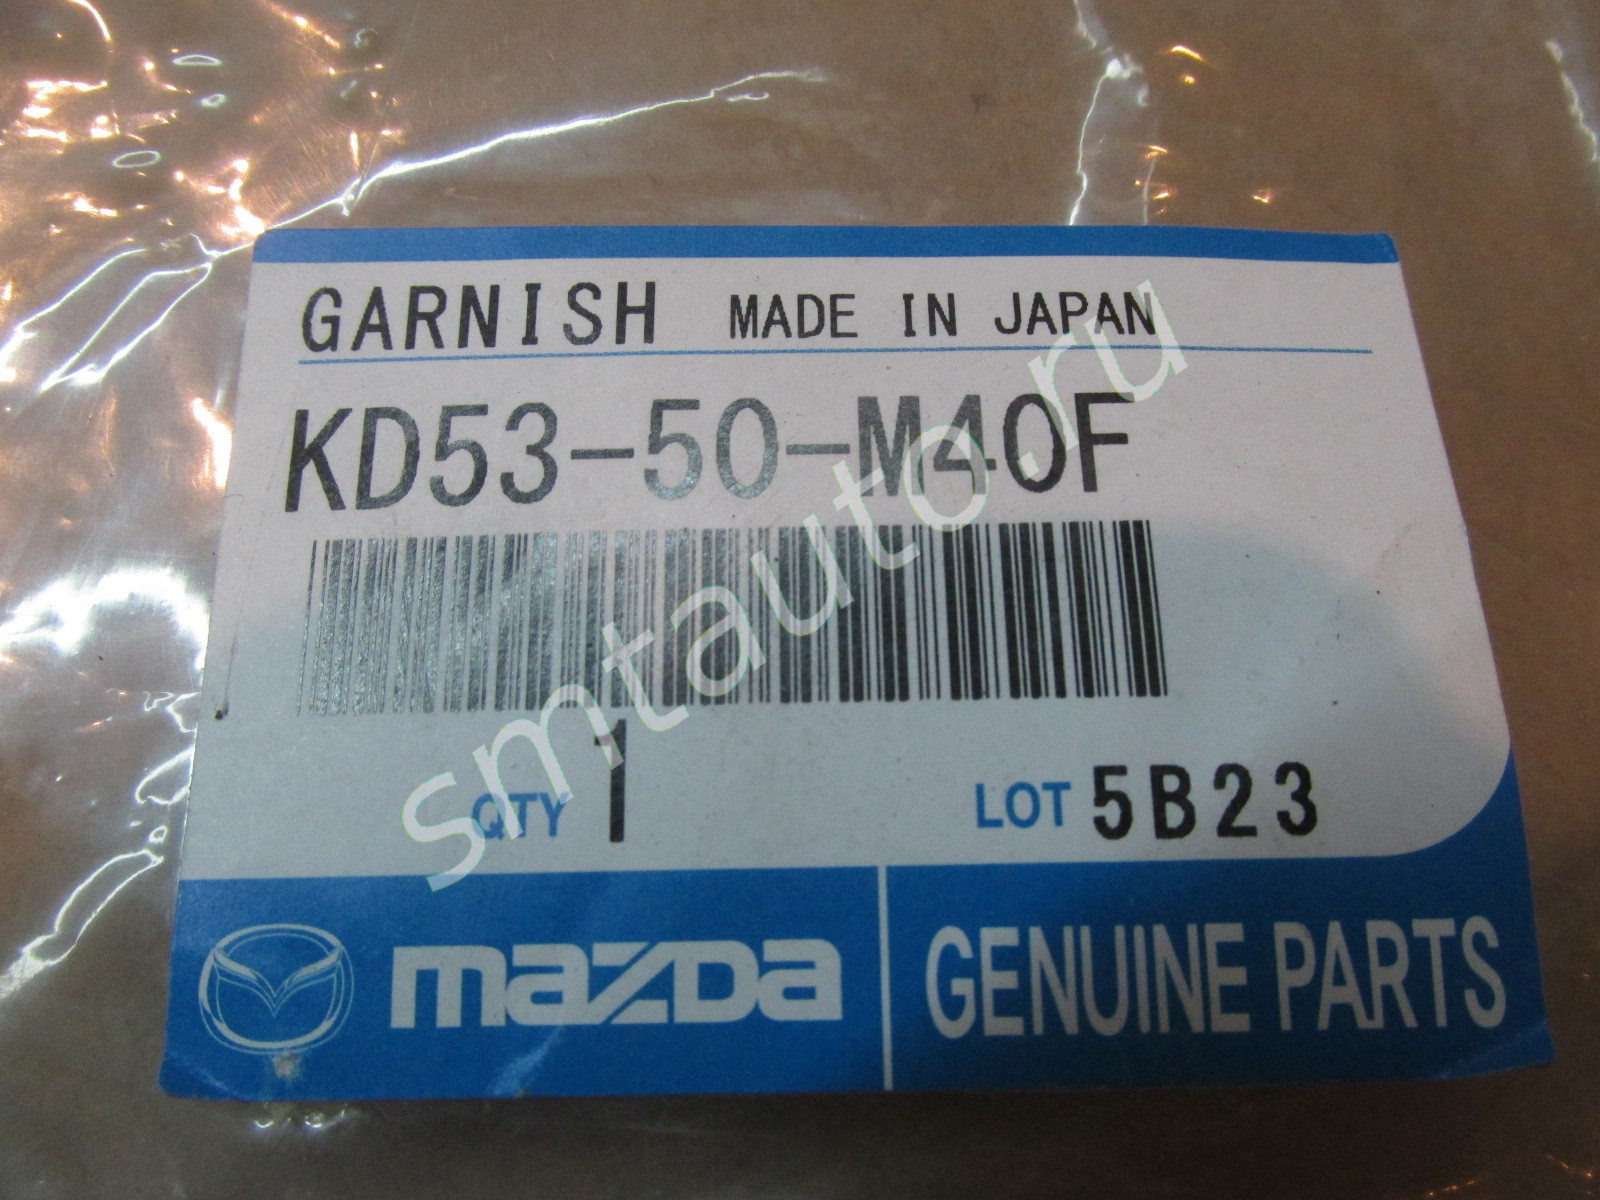 GARNISH MADE IN JAPAN
KD53-50-M40F
QTY 1 LOT 5B23
mazda GENUINE PARTS
smtauto.ru